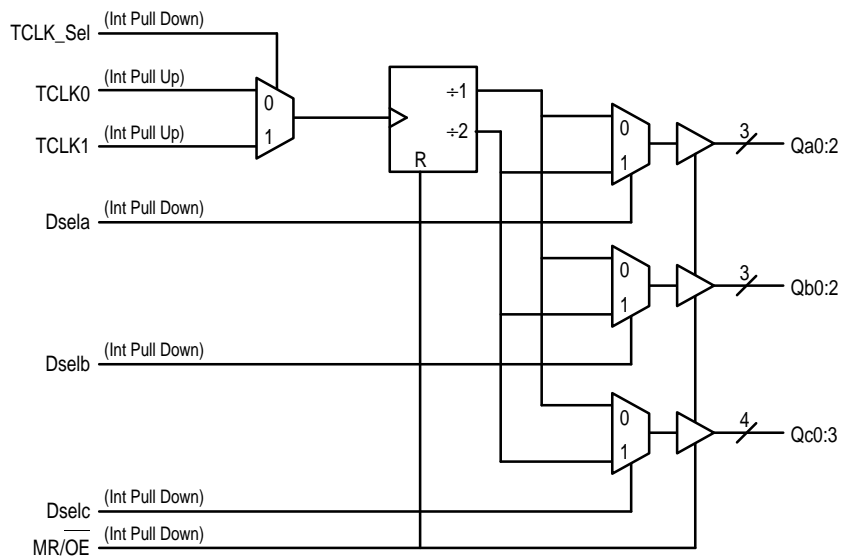 TCLK_Sel (Int Pull Down)
TCLK0 (Int Pull Up)
TCLK1 (Int Pull Up)
0
1
÷1
÷2
R
0
1
3
Qa0:2
Dsela (Int Pull Down)
0
1
3
Qb0:2
Dselb (Int Pull Down)
0
1
4
Qc0:3
Dselc (Int Pull Down)
MR/O̅E̅ (Int Pull Down)